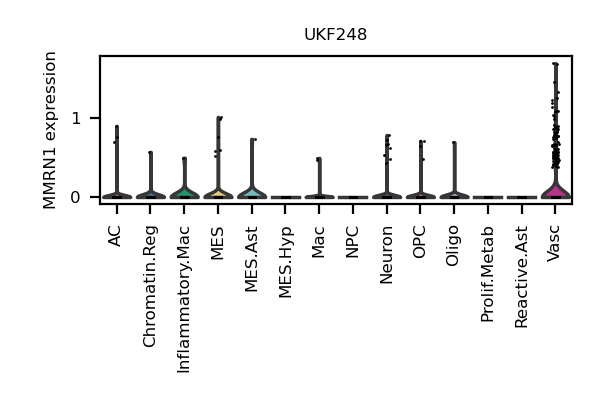 UKF248
MMRN1 expression
1
0
AC
Chromatin.Reg
Inflammatory.Mac
MES
MES.Ast
MES.Hyp
Mac
NPC
Neuron
OPC
Oligo
Prolif.Metab
Reactive.Ast
Vasc